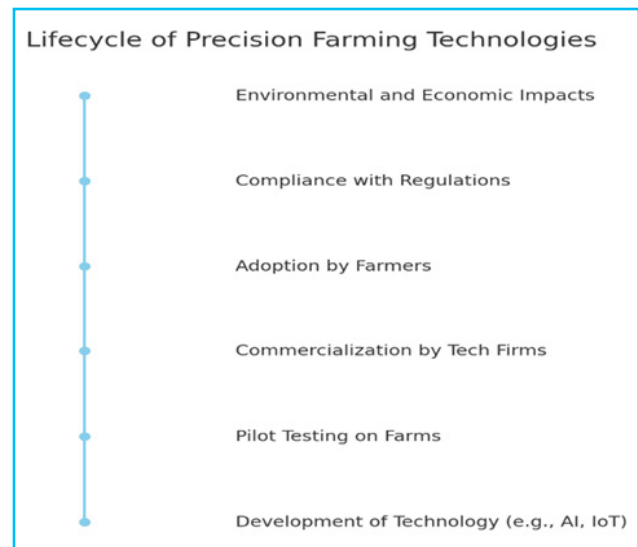 Lifecycle of Precision Farming Technologies
Environmental and Economic Impacts
Compliance with Regulations
Adoption by Farmers
Commercialization by Tech Firms
Pilot Testing on Farms
Development of Technology (e.g., AI, IoT)